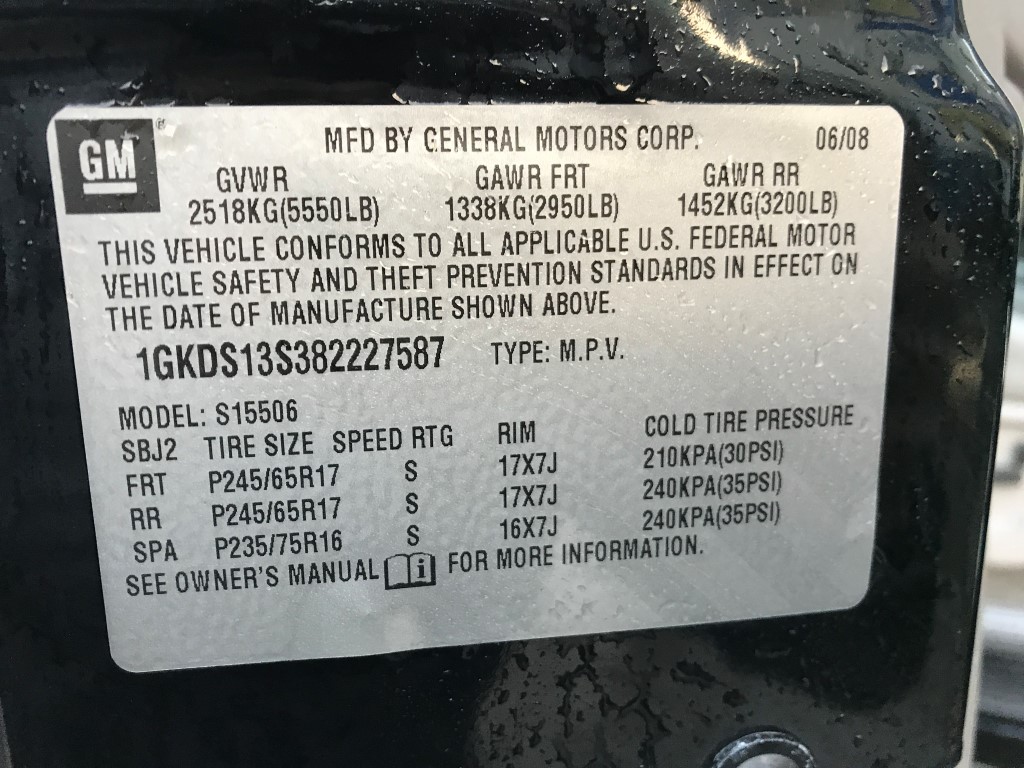 GM ® MFD BY GENERAL MOTORS CORP. 06/08
GVWR GAWR FRT GAWR RR
2518KG(5550LB) 1338KG(2950LB) 1452KG(3200LB)
THIS VEHICLE CONFORMS TO ALL APPLICABLE U.S. FEDERAL MOTOR
VEHICLE SAFETY AND THEFT PREVENTION STANDARDS IN EFFECT ON
THE DATE OF MANUFACTURE SHOWN ABOVE.
1GKDS13S382227587 TYPE: M.P.V.
MODEL: S15506
SBJ2 TIRE SIZE SPEED RTG RIM COLD TIRE PRESSURE
FRT P245/65R17 S 17X7J 210KPA(30PSI)
RR P245/65R17 S 17X7J 240KPA(35PSI)
SPA P235/75R16 S 16X7J 240KPA(35PSI)
SEE OWNER'S MANUAL i FOR MORE INFORMATION.